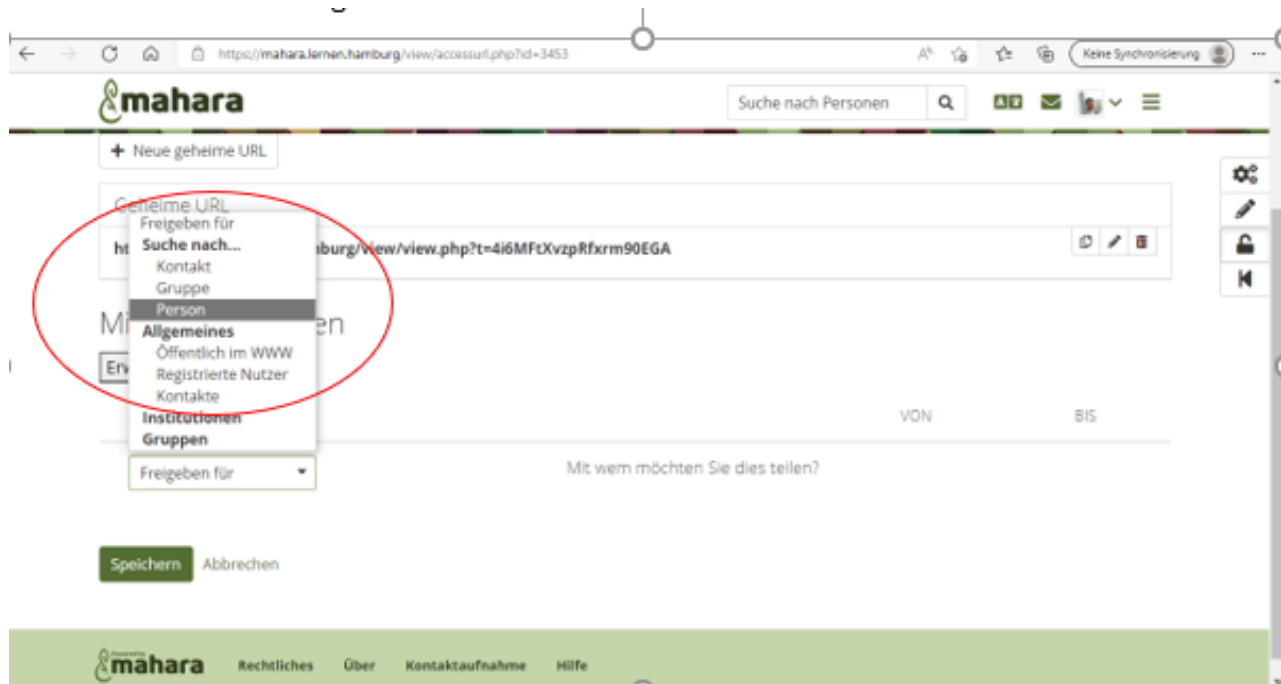 https://mahara.lernen.hamburg/view/accessurl.php?id=3453
Keine Synchronisierung
mahara
Suche nach Personen
+ Neue geheime URL
Geheime URL
Freigeben für
Suche nach...
mburg/view/view.php?t=4i6MFtXvzpRfxrm90EGA
Kontakt
Gruppe
Person
Allgemeines
Öffentlich im WWW
Registrierte Nutzer
Kontakte
Institutionen
VON BIS
Gruppen
Freigeben für
Mit wem möchten Sie dies teilen?
Speichern Abbrechen
mahara Rechtliches Über Kontaktaufnahme Hilfe